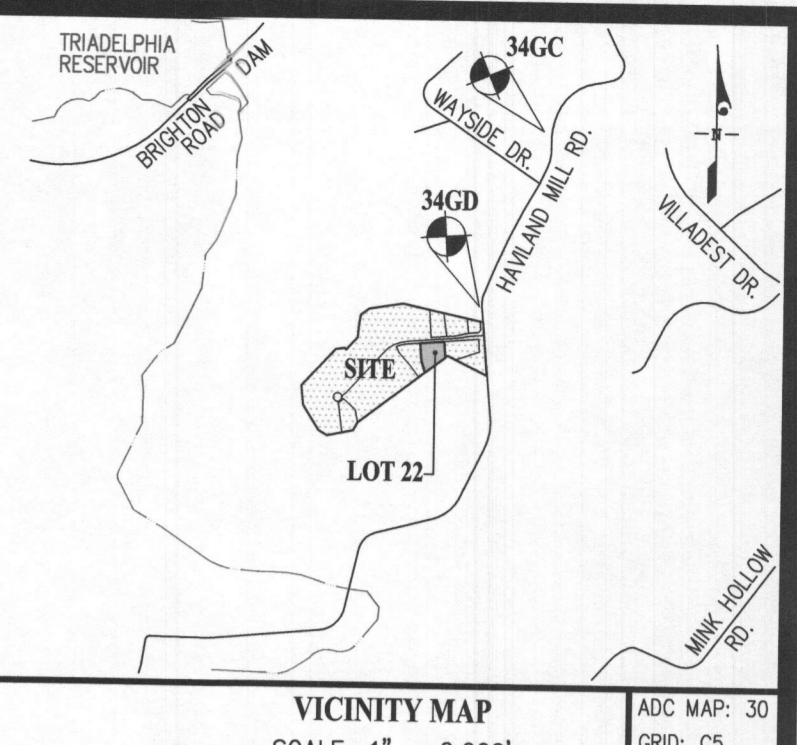 TRIADELPHIA
RESERVOIR
BRIGHTON DAM
ROAD
34GC
WAYSIDE DR.
HAVILAND MILL RD.
N
VILLADEST DR.
34GD
SITE
LOT 22
MINK HOLLOW
RD.
VICINITY MAP
ADC MAP: 30